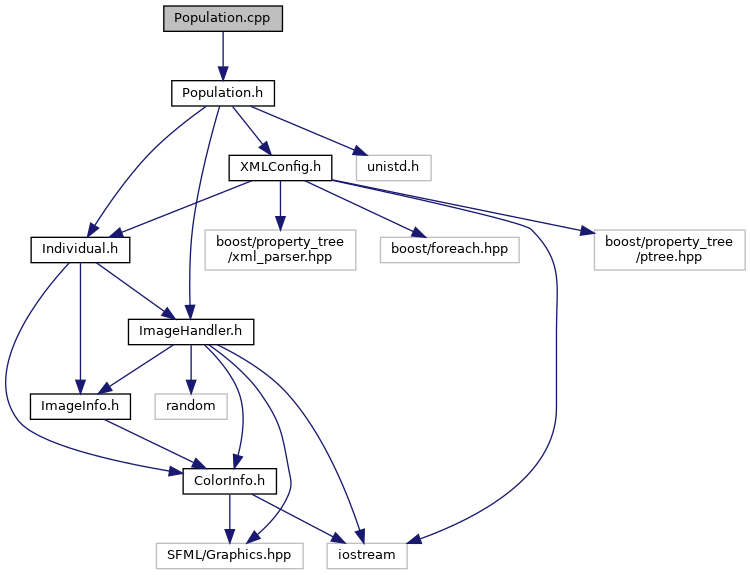 Population.cpp
Population.h
XMLConfig.h
unistd.h
Individual.h
boost/property_tree
/xml_parser.hpp
boost/foreach.hpp
boost/property_tree
/ptree.hpp
ImageHandler.h
ImageInfo.h
random
ColorInfo.h
SFML/Graphics.hpp
iostream